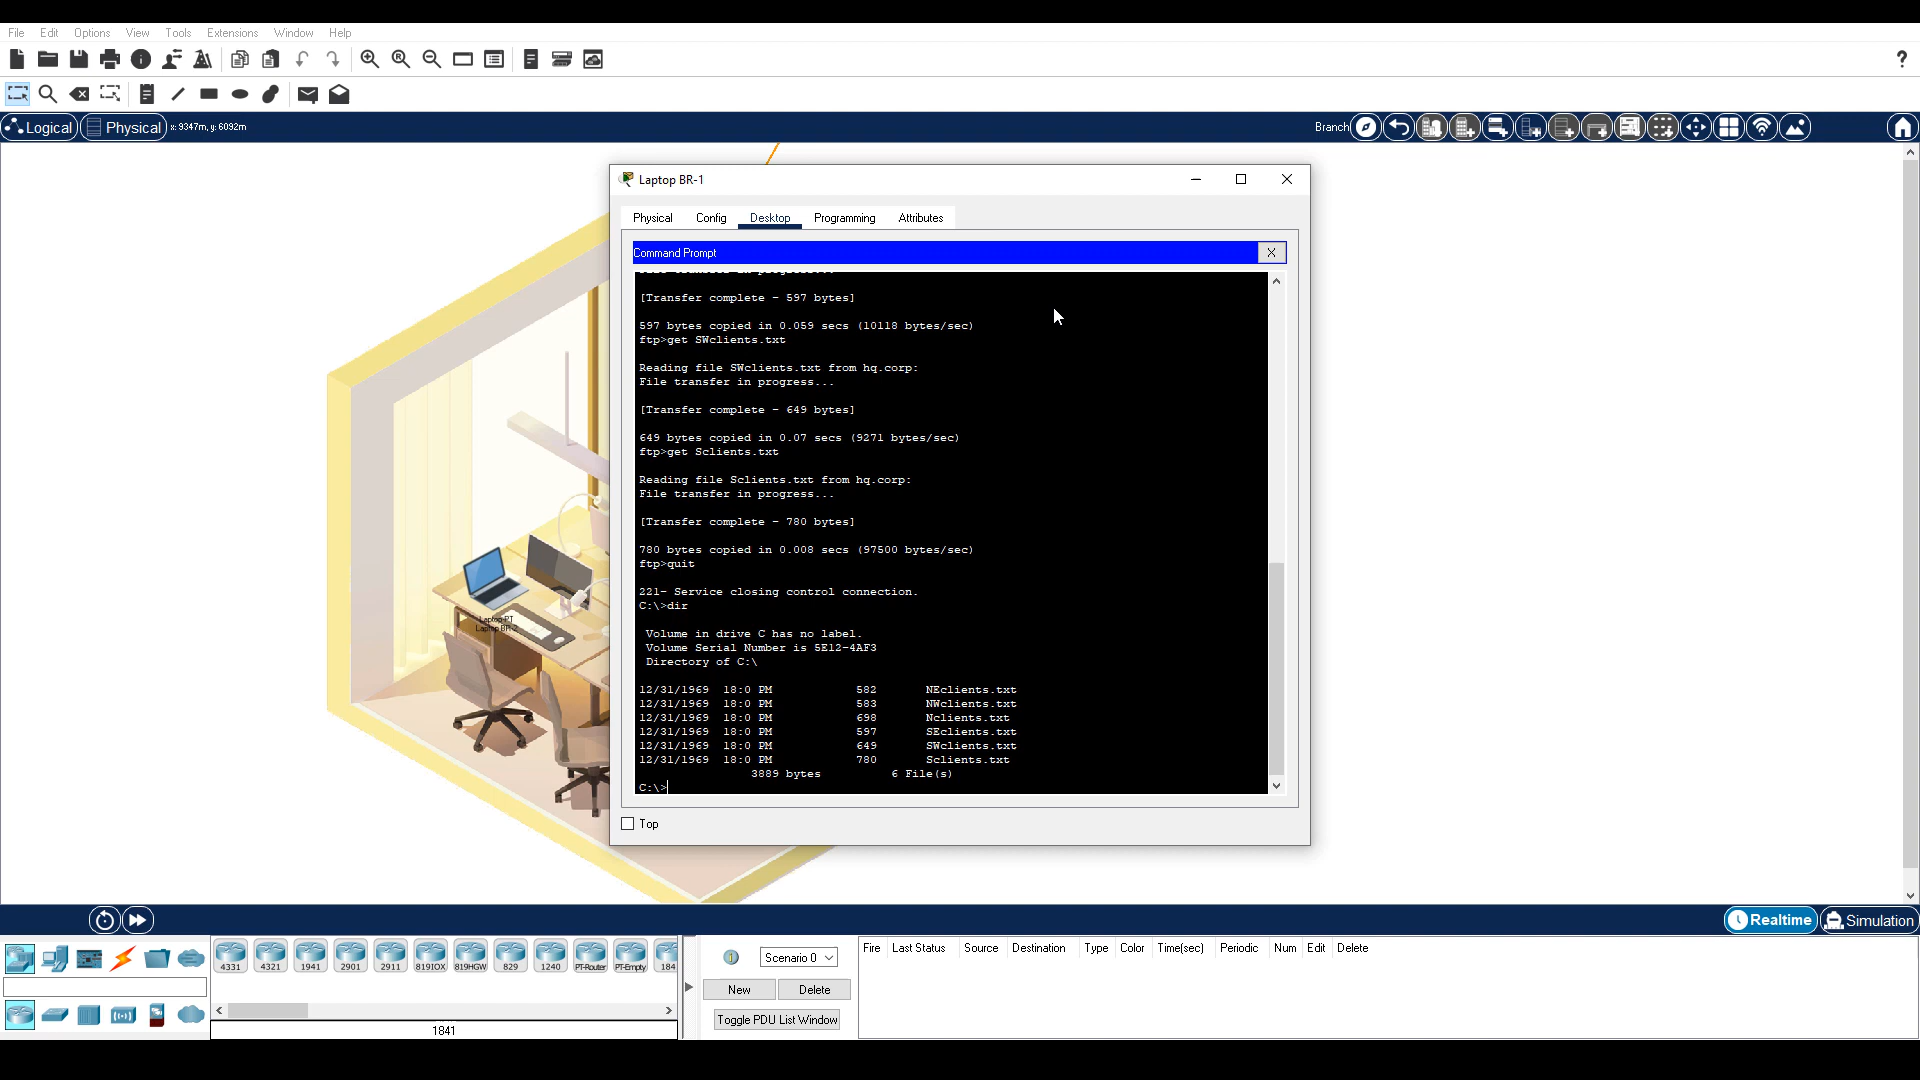 File Edit Options View Tools Extensions Window Help
?
Logical Physical x: 9347m, y: 6092m
Branch
Laptop BR-1
Physical Config Desktop Programming Attributes
Command Prompt X
[Transfer complete - 597 bytes]
597 bytes copied in 0.059 secs (10118 bytes/sec)
ftp>get SWclients.txt
Reading file SWclients.txt from hq.corp:
File transfer in progress...
[Transfer complete - 649 bytes]
649 bytes copied in 0.07 secs (9271 bytes/sec)
ftp>get Sclients.txt
Reading file Sclients.txt from hq.corp:
File transfer in progress...
[Transfer complete - 780 bytes]
780 bytes copied in 0.008 secs (97500 bytes/sec)
ftp>quit
221- Service closing control connection.
C:\>dir
Volume in drive C has no label.
Volume Serial Number is 5E12-4AF3
Directory of C:\
12/31/1969 18:0 PM 582 NEclients.txt
12/31/1969 18:0 PM 583 NWclients.txt
12/31/1969 18:0 PM 698 Nclients.txt
12/31/1969 18:0 PM 597 SEclients.txt
12/31/1969 18:0 PM 649 SWclients.txt
12/31/1969 18:0 PM 780 Sclients.txt
3889 bytes 6 File(s)
C:\>
Top
Laptop-PT
Laptop BR-2
Realtime Simulation
4331 4321 1941 2901 2911 819IOX 819HGW 829 1240 PT-Router PT-Empty 184
1841
Scenario 0
New Delete
Toggle PDU List Window
Fire Last Status Source Destination Type Color Time(sec) Periodic Num Edit Delete